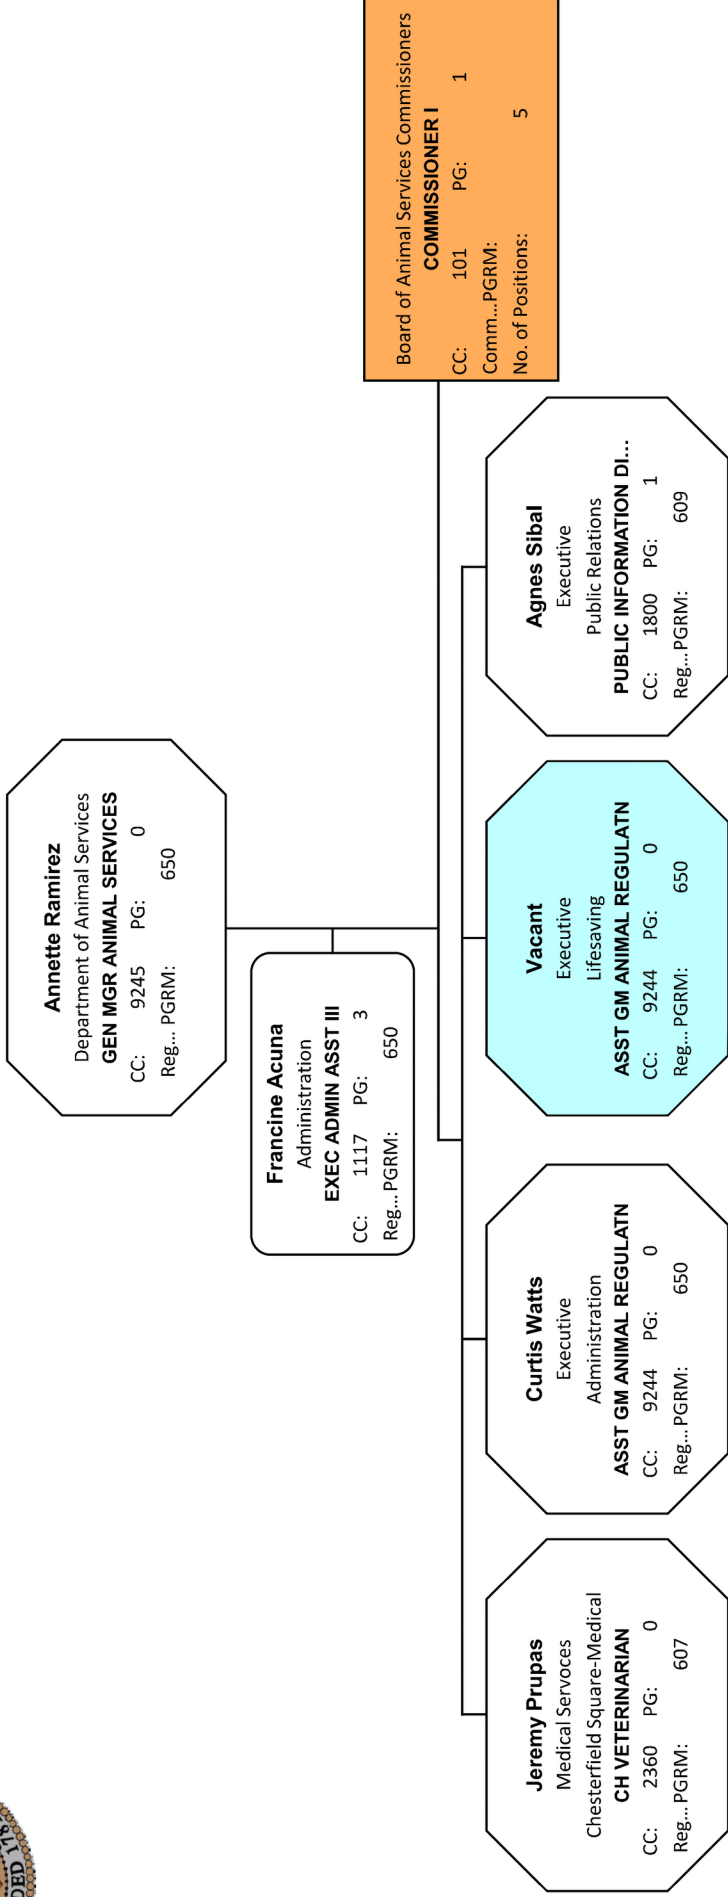 Annette Ramirez
Department of Animal Services
GEN MGR ANIMAL SERVICES
CC: 9245 PG: 0
Reg... PGRM: 650
Francine Acuna
Administration
EXEC ADMIN ASST III
CC: 1117 PG: 3
Reg... PGRM: 650
Board of Animal Services Commissioners
COMMISSIONER I
CC: 101 PG: 1
Comm...PGRM:
No. of Positions: 5
Jeremy Prupas
Medical Servoces
Chesterfield Square-Medical
CH VETERINARIAN
CC: 2360 PG: 0
Reg... PGRM: 607
Curtis Watts
Executive
Administration
ASST GM ANIMAL REGULATN
CC: 9244 PG: 0
Reg... PGRM: 650
Vacant
Executive
Lifesaving
ASST GM ANIMAL REGULATN
CC: 9244 PG: 0
Reg... PGRM: 650
Agnes Sibal
Executive
Public Relations
PUBLIC INFORMATION DI...
CC: 1800 PG: 1
Reg... PGRM: 609